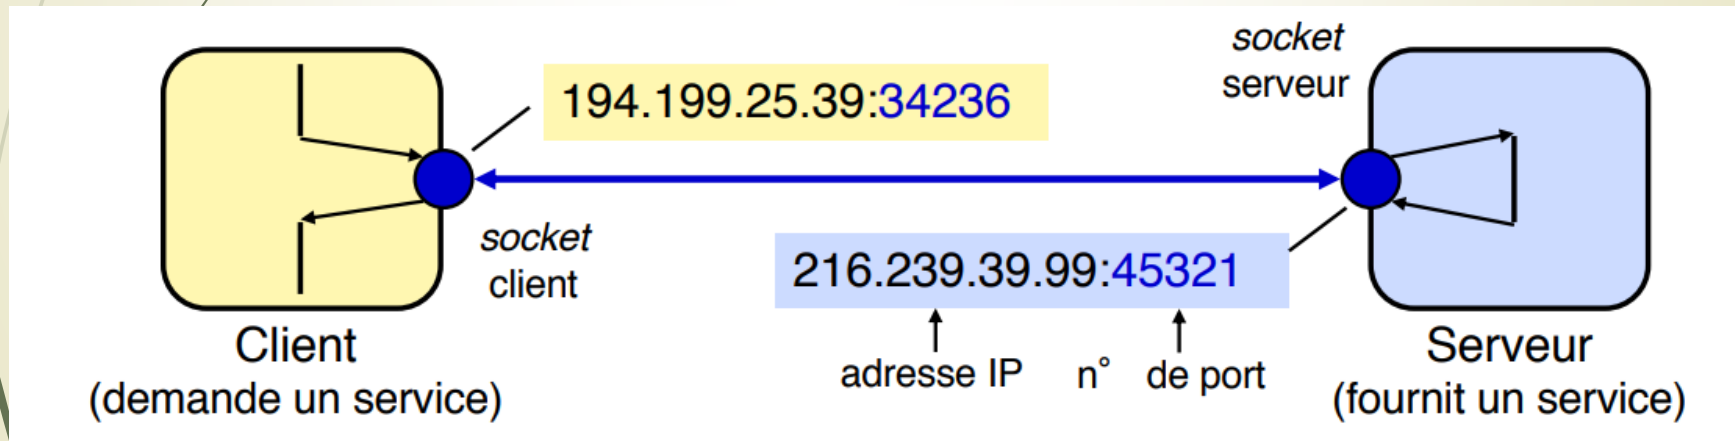 socket
serveur
194.199.25.39:34236
socket
client
216.239.39.99:45321
adresse IP n° de port
Client
(demande un service)
Serveur
(fournit un service)